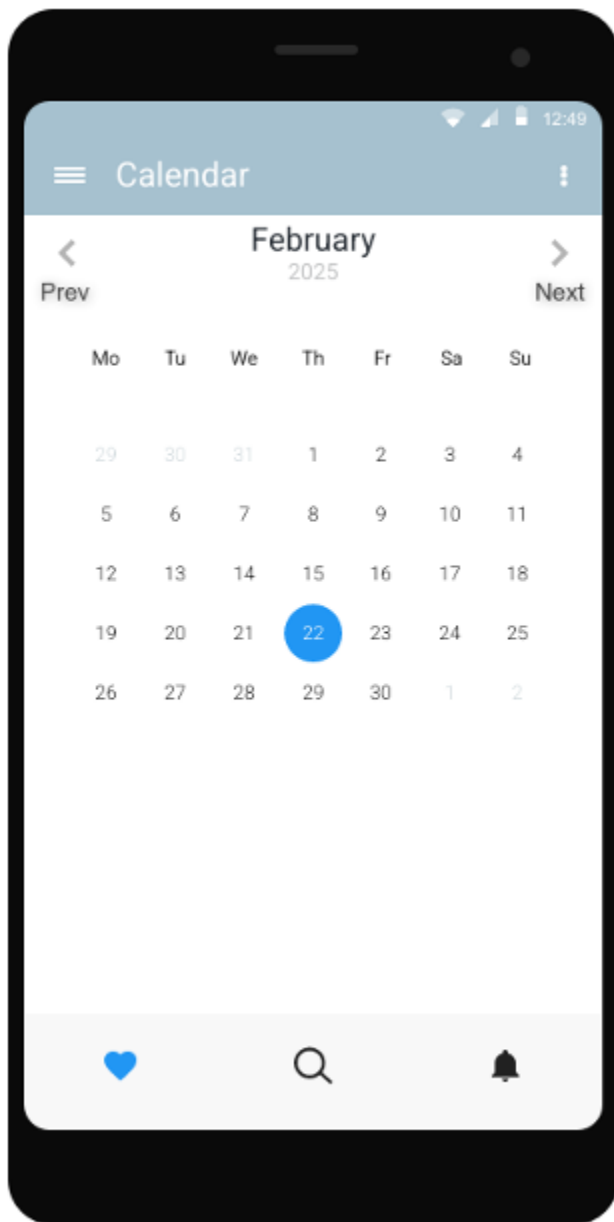 12:49
Calendar
February
2025
Prev Next
Mo Tu We Th Fr Sa Su
29 30 31 1 2 3 4
5 6 7 8 9 10 11
12 13 14 15 16 17 18
19 20 21 22 23 24 25
26 27 28 29 30 1 2